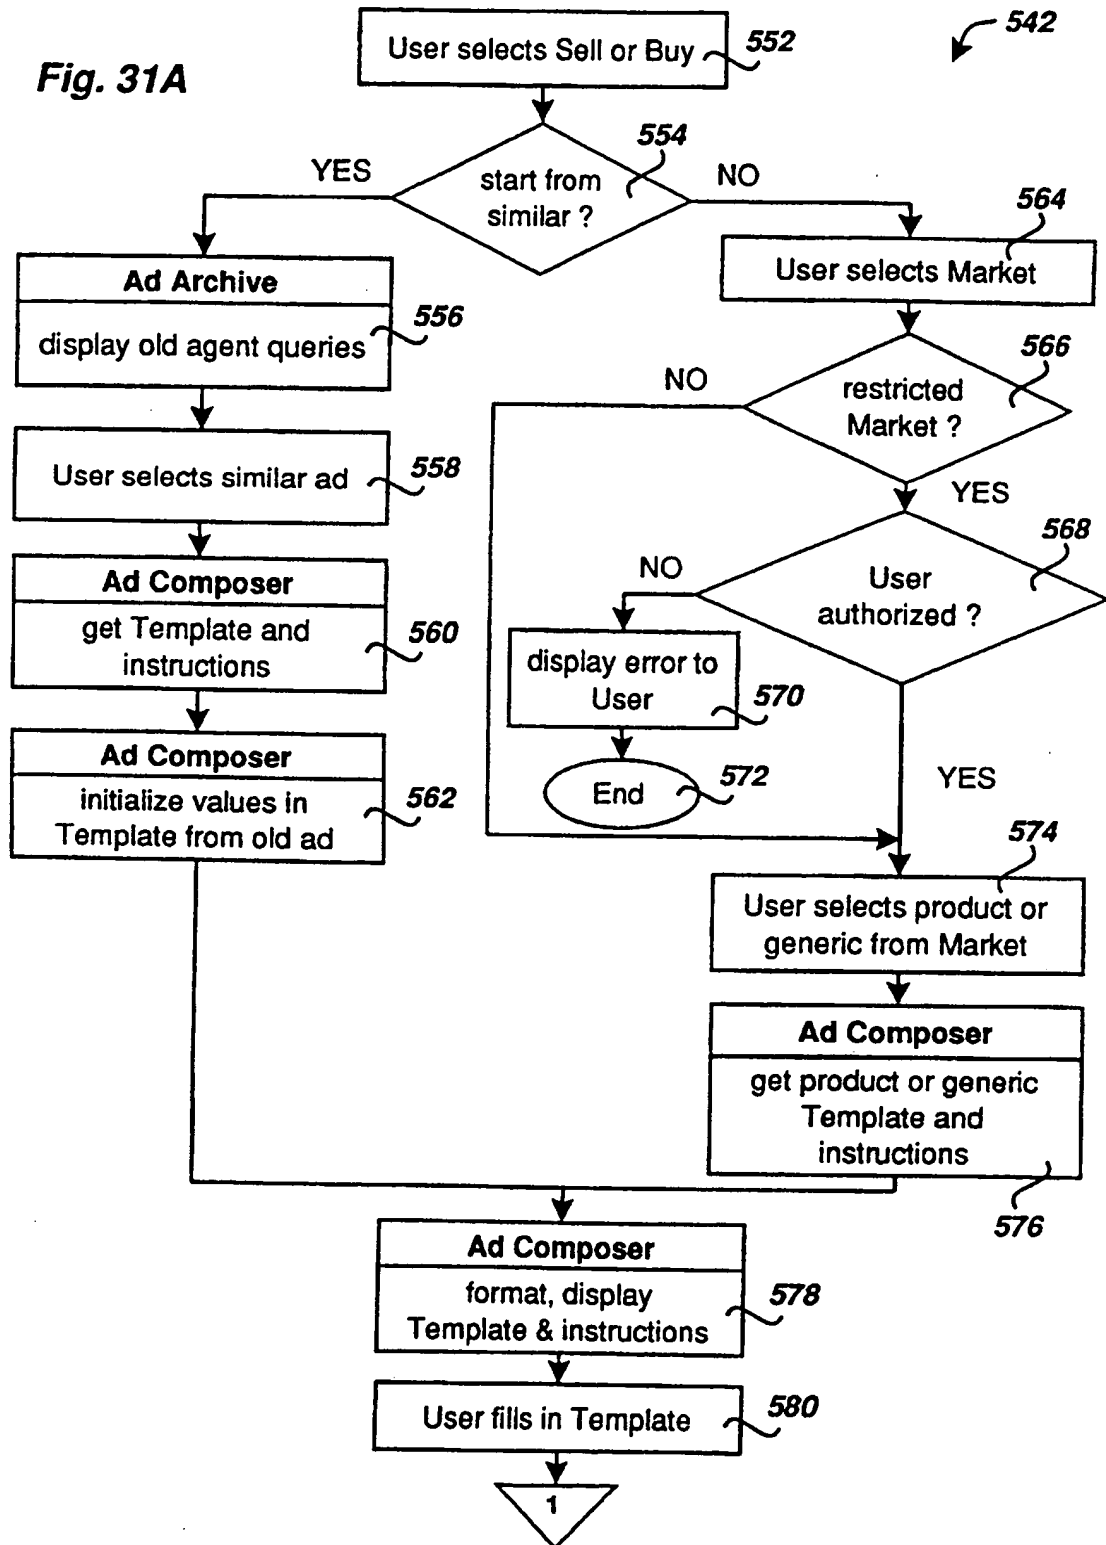 Fig. 31A
542
User selects Sell or Buy
552
554
YES
start from
similar ?
NO
564
User selects Market
Ad Archive
display old agent queries
556
566
NO
restricted
Market ?
YES
User selects similar ad
558
568
NO
User
authorized ?
Ad Composer
get Template and
instructions
560
display error to
User
570
YES
End
572
Ad Composer
initialize values in
Template from old ad
562
574
User selects product or
generic from Market
Ad Composer
get product or generic
Template and
instructions
576
Ad Composer
format, display
Template & instructions
578
User fills in Template
580
1